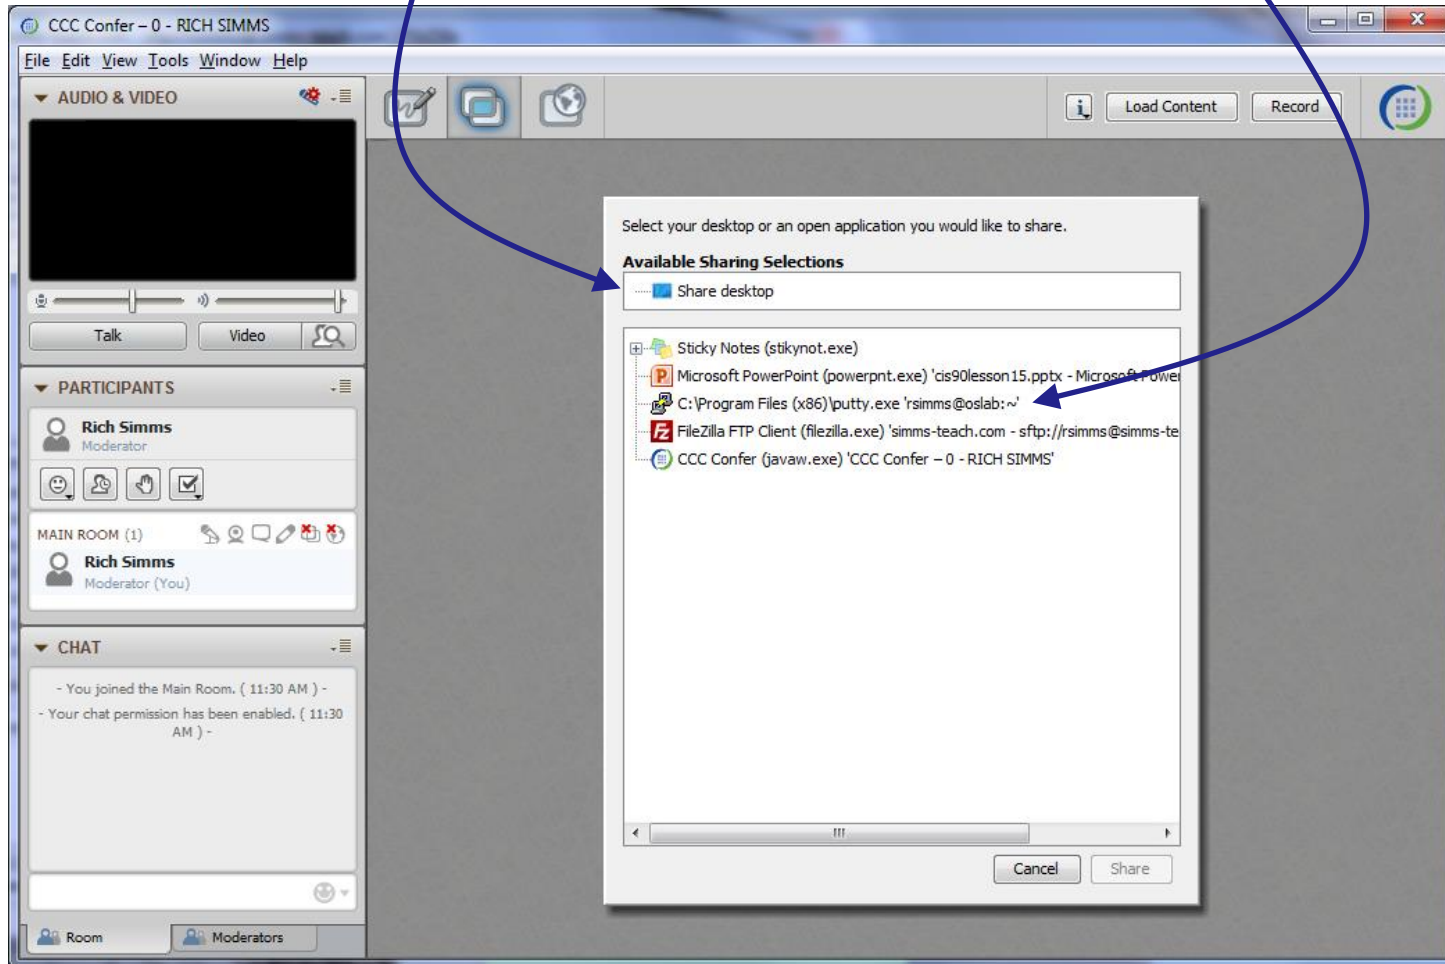 CCC Confer – 0 - RICH SIMMS
File Edit View Tools Window Help
AUDIO & VIDEO
Load Content
Record
Talk
Video
PARTICIPANTS
Rich Simms
Moderator
MAIN ROOM (1)
Rich Simms
Moderator (You)
CHAT
- You joined the Main Room. ( 11:30 AM ) -
- Your chat permission has been enabled. ( 11:30
AM ) -
Room
Moderators
Select your desktop or an open application you would like to share.
Available Sharing Selections
Share desktop
Sticky Notes (stikynot.exe)
Microsoft PowerPoint (powerpnt.exe) 'cis90lesson15.pptx - Microsoft Power
C:\Program Files (x86)\putty.exe 'rsimms@oslab:~'
FileZilla FTP Client (filezilla.exe) 'simms-teach.com - sftp://rsimms@simms-te
CCC Confer (javaw.exe) 'CCC Confer – 0 - RICH SIMMS'
Cancel
Share